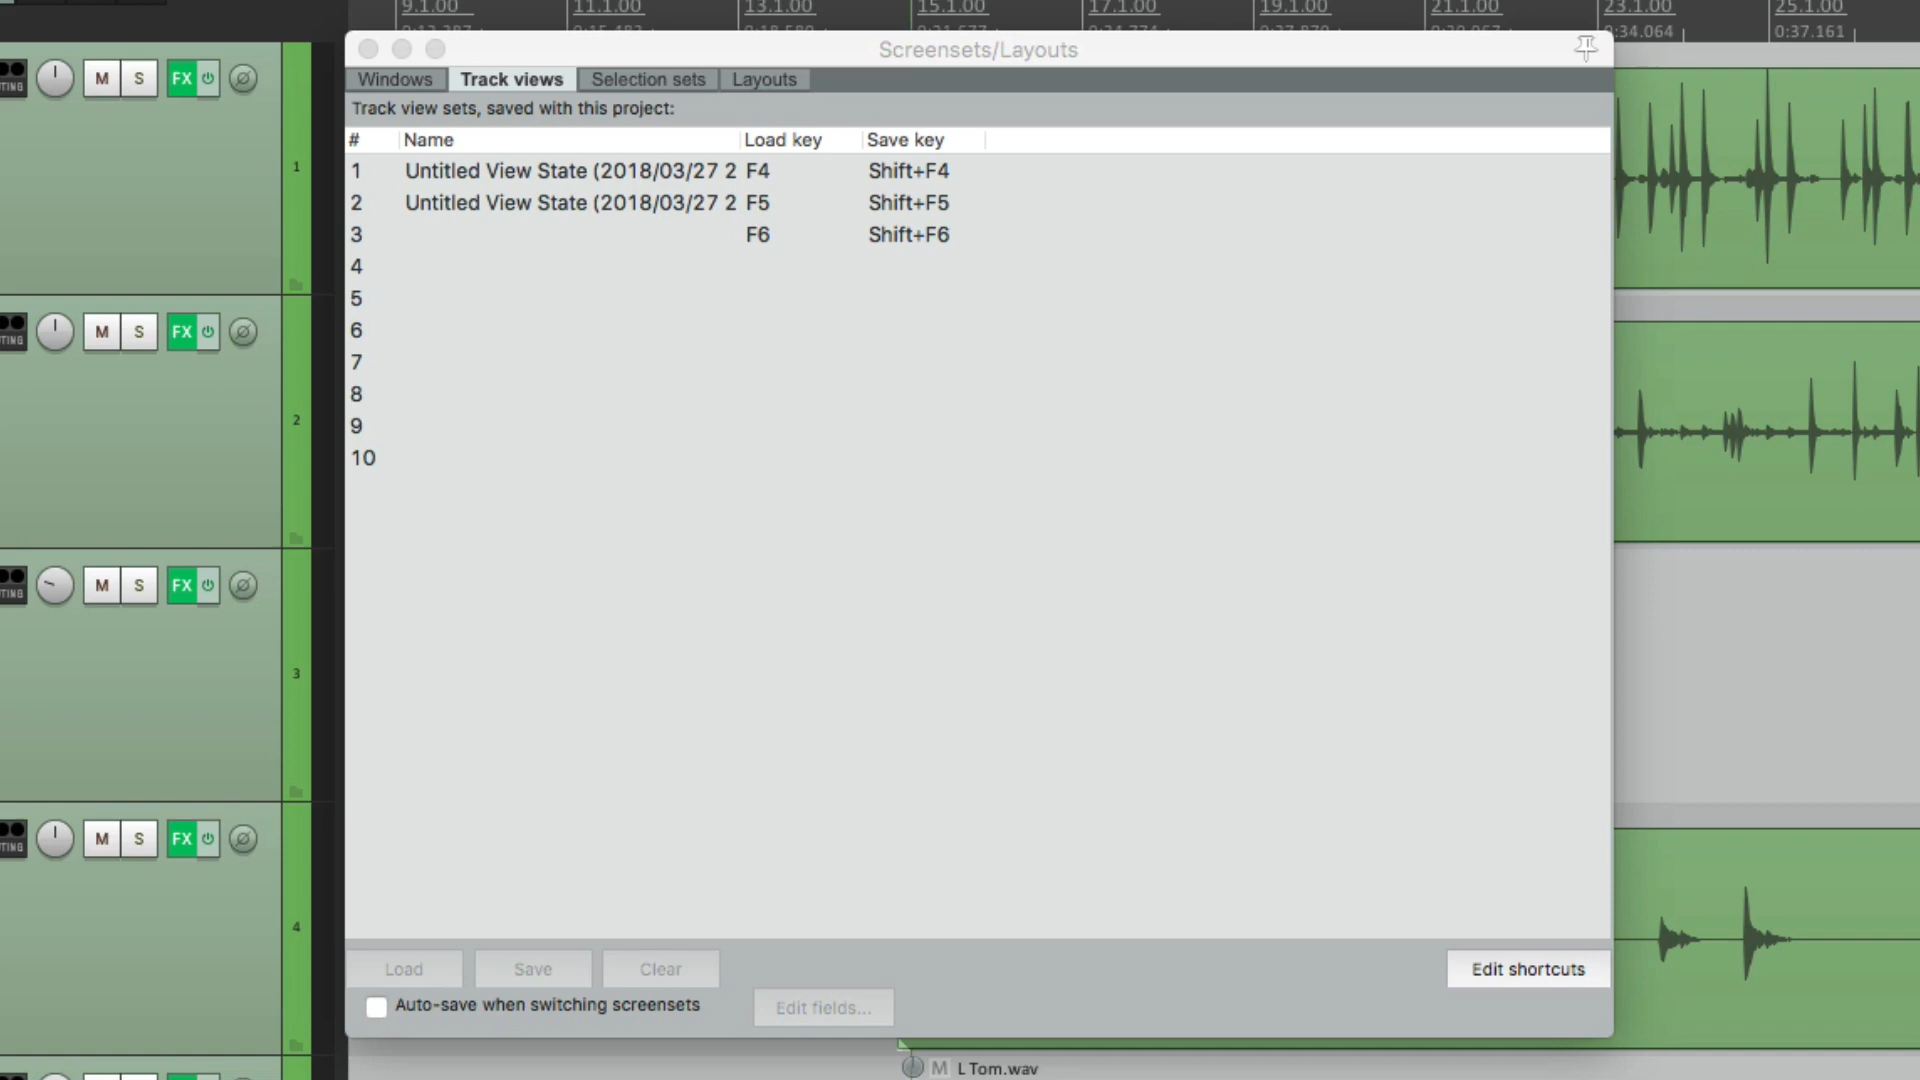 9.1.00 11.1.00 13.1.00 15.1.00 17.1.00 19.1.00 21.1.00 23.1.00 25.1.00
0:34.064 0:37.161
Screensets/Layouts
Windows Track views Selection sets Layouts
Track view sets, saved with this project:
# Name Load key Save key
1 Untitled View State (2018/03/27 2 F4 Shift+F4
2 Untitled View State (2018/03/27 2 F5 Shift+F5
3 F6 Shift+F6
4
5
6
7
8
9
10
Load Save Clear Edit shortcuts
Auto-save when switching screensets Edit fields...
M S FX 1
M S FX 2
M S FX 3
M S FX 4
M L Tom.wav